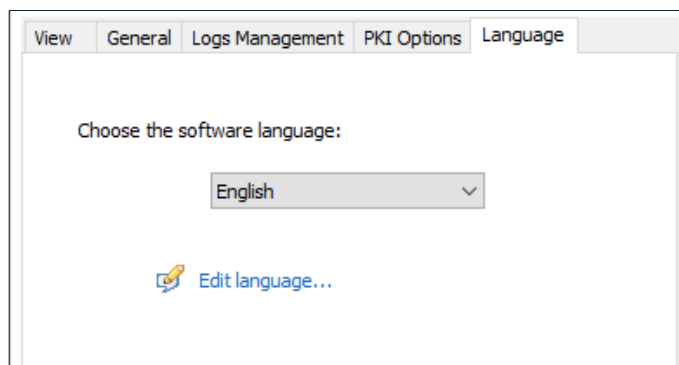 View General Logs Management PKI Options Language
Choose the software language:
English
Edit language...